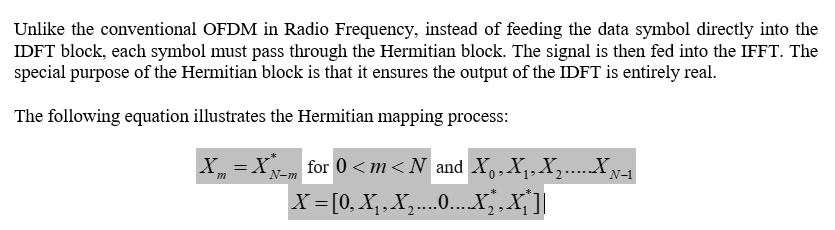 Unlike the conventional OFDM in Radio Frequency, instead of feeding the data symbol directly into the
IDFT block, each symbol must pass through the Hermitian block. The signal is then fed into the IFFT. The
special purpose of the Hermitian block is that it ensures the output of the IDFT is entirely real.
The following equation illustrates the Hermitian mapping process:
X_m = X^*_{N-m} for 0 < m < N and X_0, X_1, X_2.....X_{N-1}
X = [0, X_1, X_2....0....X_2^*, X_1^*]